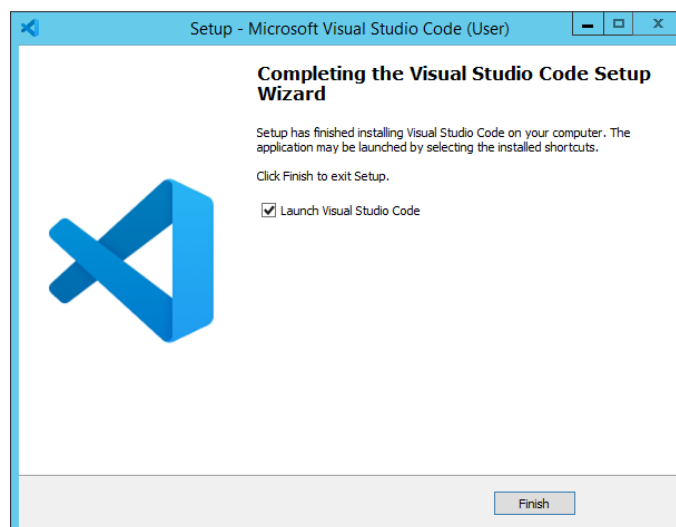 Setup - Microsoft Visual Studio Code (User)
Completing the Visual Studio Code Setup
Wizard
Setup has finished installing Visual Studio Code on your computer. The
application may be launched by selecting the installed shortcuts.
Click Finish to exit Setup.
Launch Visual Studio Code
Finish